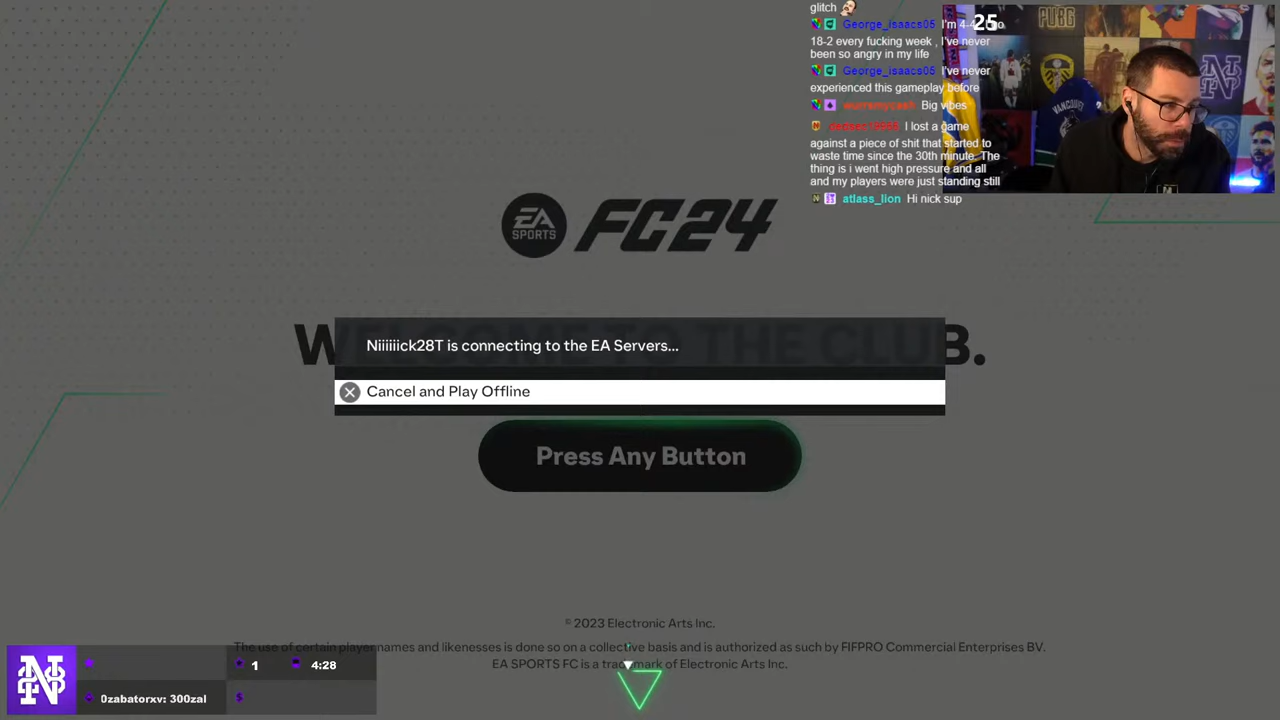 glitch
George_isaacs05 I'm 4-4
18-2 every fucking week , I've never
been so angry in my life
George_isaacs05 I've never
experienced this gameplay before
Big vibes
I lost a game
against a piece of shit that started to
waste time since the 30th minute. The
thing is i went high pressure and all
and my players were just standing still
atlass_lion Hi nick sup
25
PUBG
VANCOUVER
EA
SPORTS
FC24
WELCOME TO THE CLUB.
Niiiiiick28T is connecting to the EA Servers...
Cancel and Play Offline
Press Any Button
© 2023 Electronic Arts Inc.
The use of certain player names and likenesses is done so on a collective basis and is authorized as such by FIFPRO Commercial Enterprises BV.
EA SPORTS FC is a trademark of Electronic Arts Inc.
1 4:28
0zabatorxv: 300zal